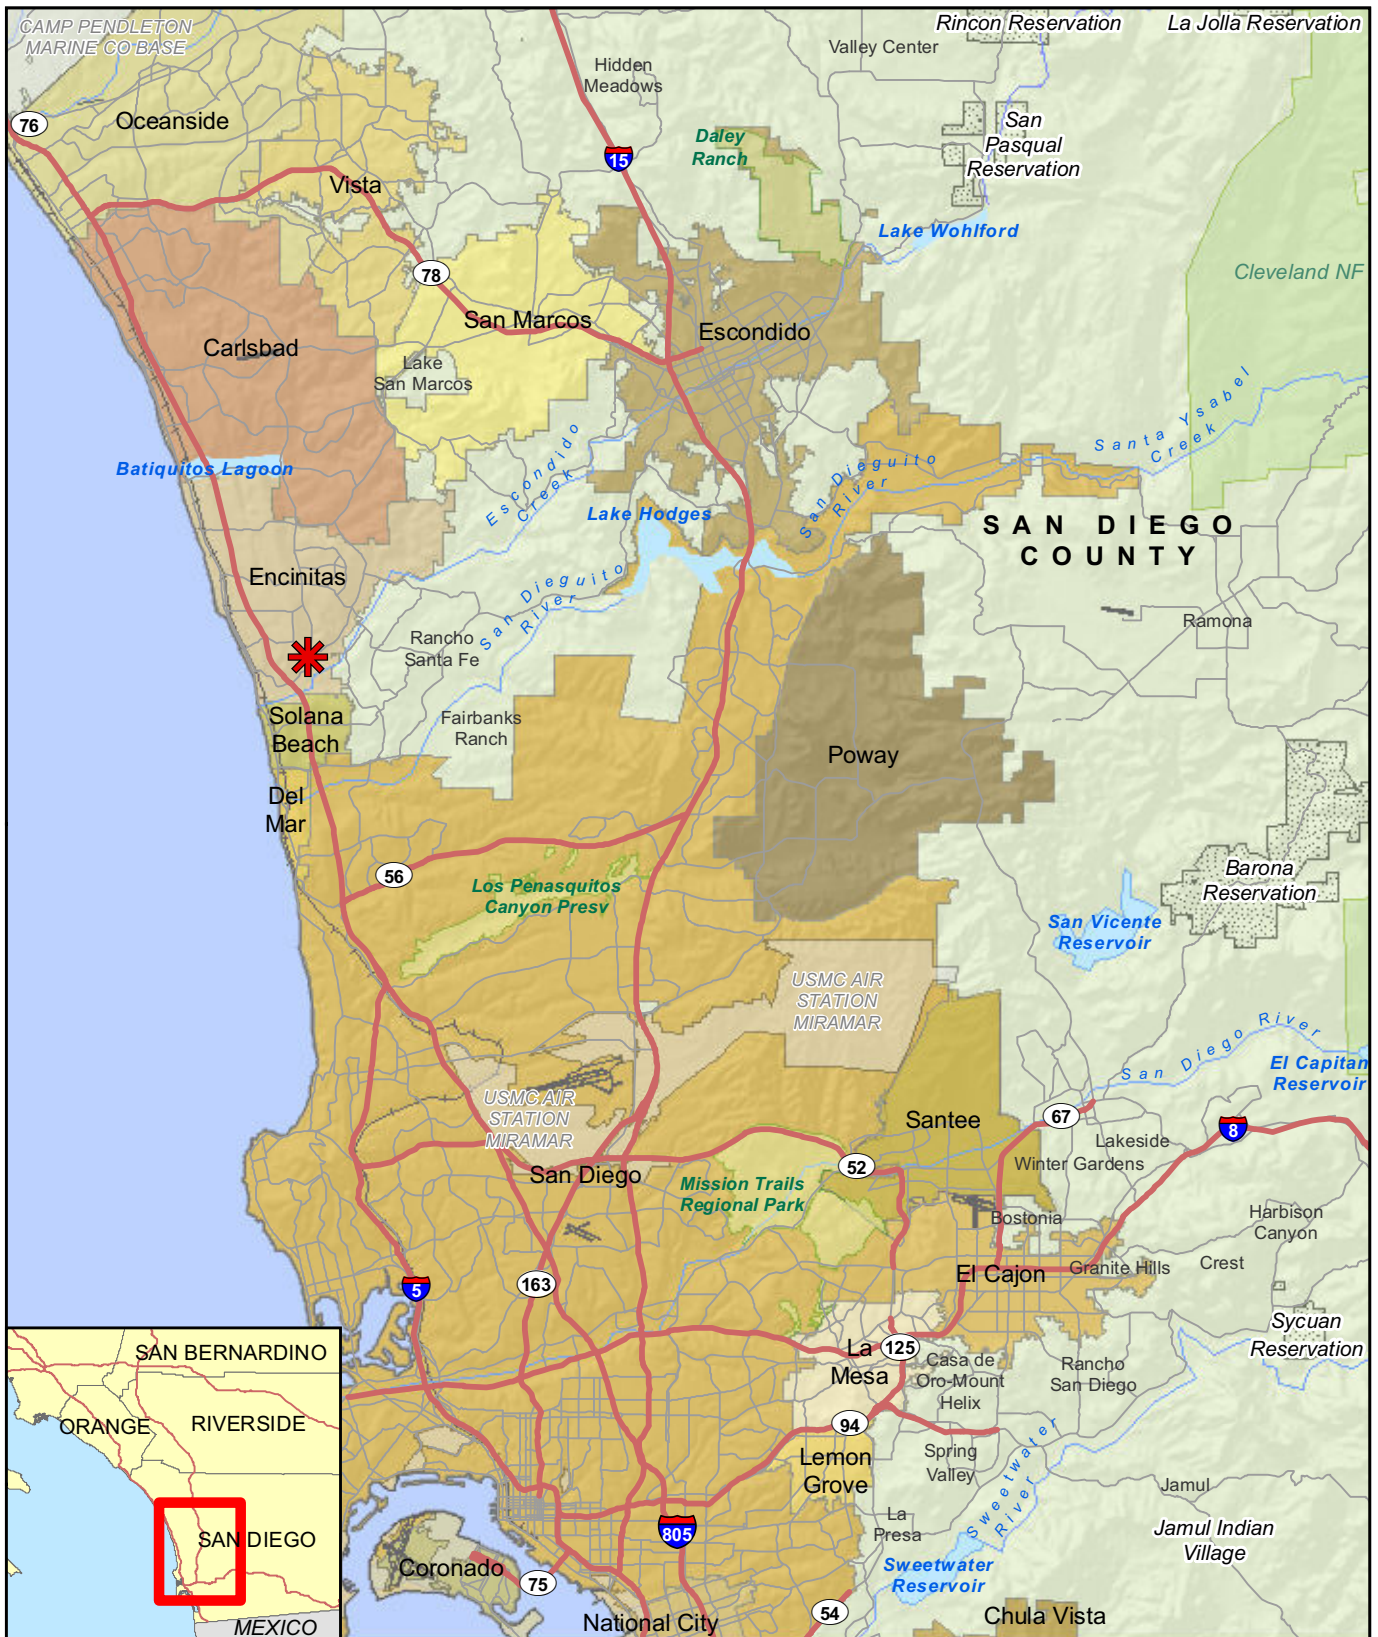 CAMP PENDLETON
MARINE CO BASE
Rincon Reservation
La Jolla Reservation
Valley Center
Hidden
Meadows
76
Oceanside
15
Daley
Ranch
San
Pasqual
Reservation
Vista
Lake Wohlford
78
Cleveland NF
San Marcos
Escondido
Carlsbad
Lake
San Marcos
Santa Ysabel
Creek
Batiquitos Lagoon
Escondido
Creek
San Dieguito
River
Lake Hodges
SAN DIEGO
COUNTY
Encinitas
San Dieguito
River
Ramona
Rancho
Santa Fe
Solana
Beach
Fairbanks
Ranch
Poway
Del
Mar
56
Los Penasquitos
Canyon Presv
Barona
Reservation
San Vicente
Reservoir
USMC AIR
STATION
MIRAMAR
San Diego River
El Capitan
Reservoir
USMC AIR
STATION
MIRAMAR
Santee
67
8
Lakeside
Winter Gardens
52
San Diego
Mission Trails
Regional Park
Bostonia
Harbison
Canyon
El Cajon
Granite Hills
Crest
5
163
Sycuan
Reservation
La
Mesa
125
Casa de
Oro-Mount
Helix
Rancho
San Diego
94
Lemon
Grove
Spring
Valley
Sweetwater
River
Jamul
La
Presa
Jamul Indian
Village
805
Sweetwater
Reservoir
Coronado
75
National City
54
Chula Vista
SAN BERNARDINO
ORANGE
RIVERSIDE
SAN DIEGO
MEXICO